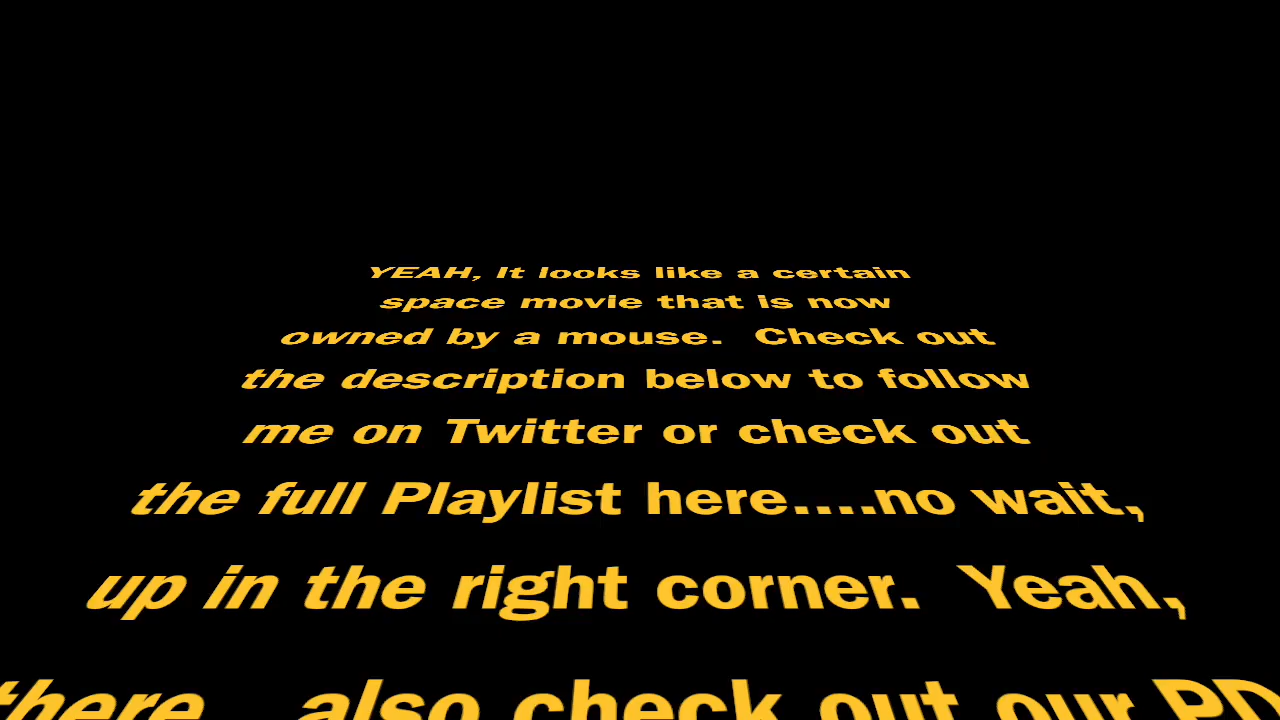 YEAH, It looks like a certain
space movie that is now
owned by a mouse.  Check out
the description below to follow
me on Twitter or check out
the full Playlist here....no wait,
up in the right corner.  Yeah,
there   also check out our